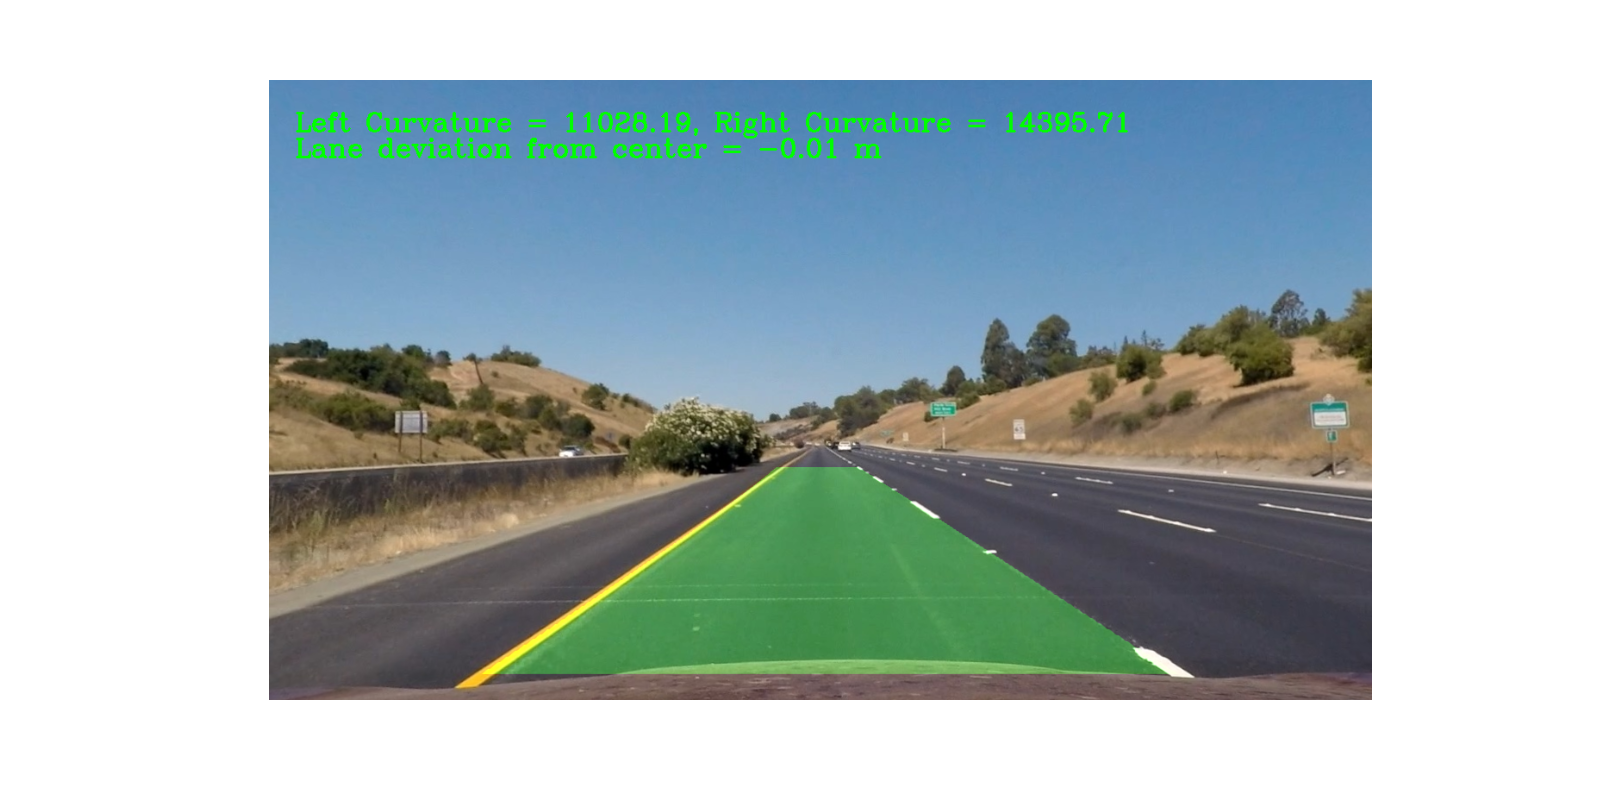 Left Curvature = 11028.19, Right Curvature = 14395.71
Lane deviation from center = -0.01 m